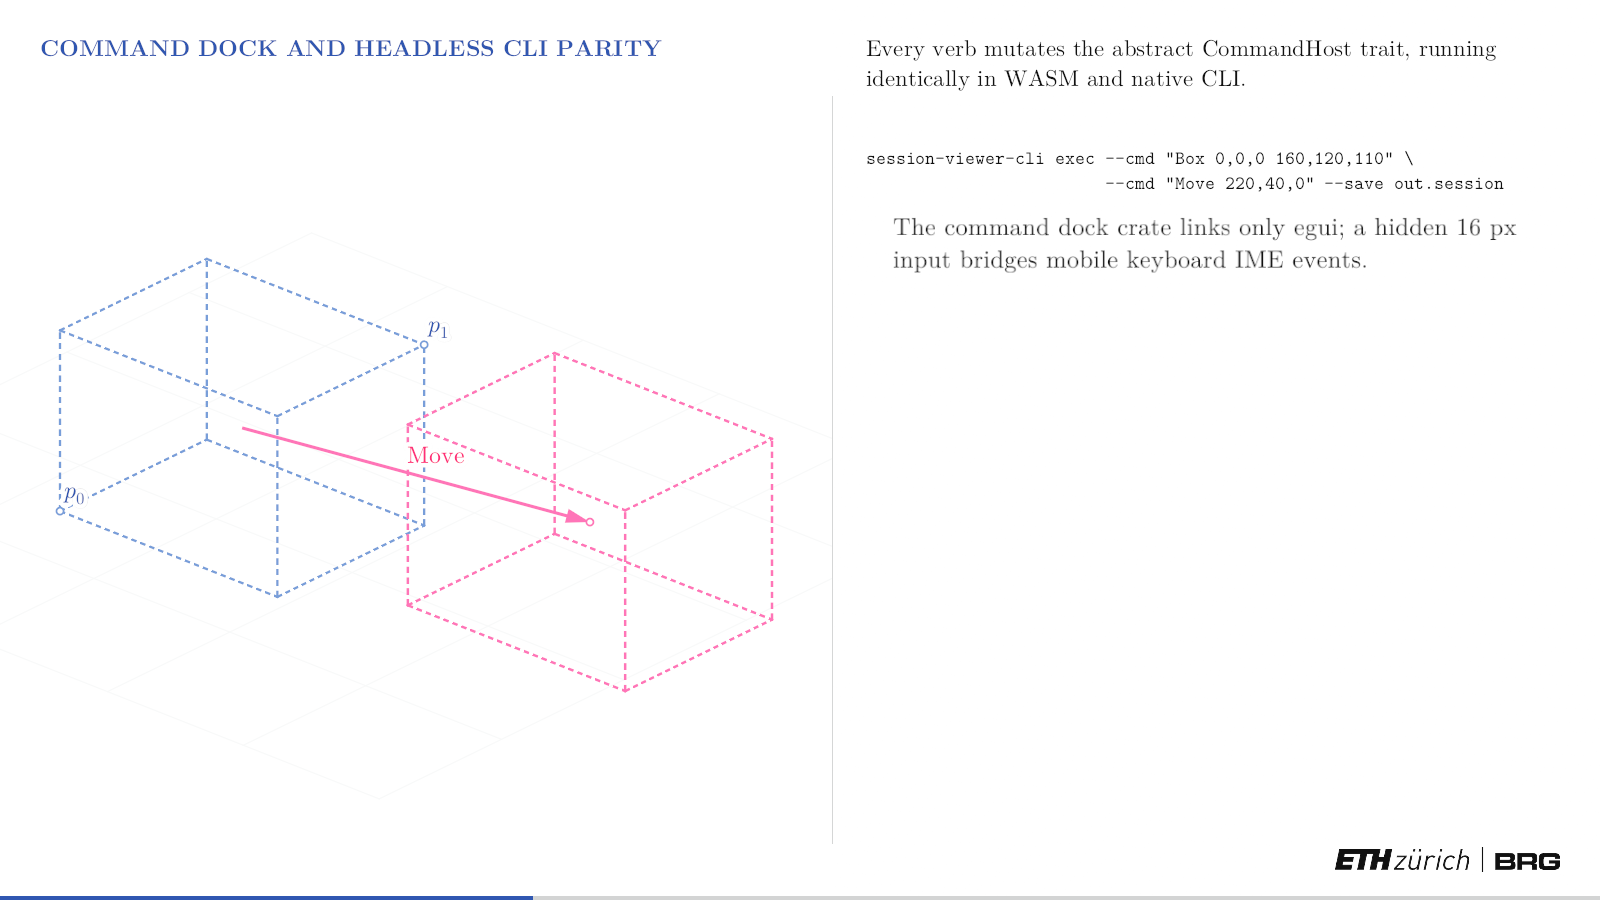 COMMAND DOCK AND HEADLESS CLI PARITY
Every verb mutates the abstract CommandHost trait, running
identically in WASM and native CLI.
session-viewer-cli exec --cmd "Box 0,0,0 160,120,110" \
--cmd "Move 220,40,0" --save out.session
The command dock crate links only egui; a hidden 16 px
input bridges mobile keyboard IME events.
p1
Move
p0
ETH zürich | BRG